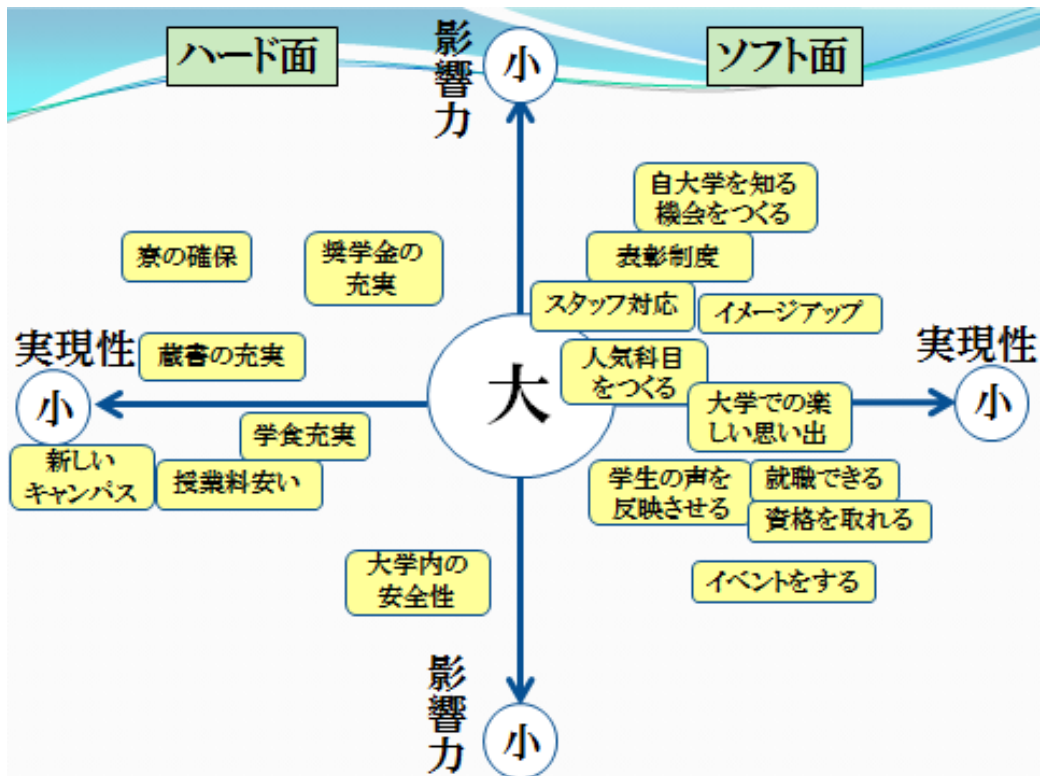 ハード面
影響力
小
ソフト面
自大学を知る
機会をつくる
表彰制度
寮の確保
奨学金の
充実
スタッフ対応
イメージアップ
実現性
小
蔵書の充実
大
人気科目
をつくる
実現性
小
大学での楽
しい思い出
学食充実
新しい
キャンパス
授業料安い
学生の声を
反映させる
就職できる
資格を取れる
大学内の
安全性
イベントをする
影響力
小